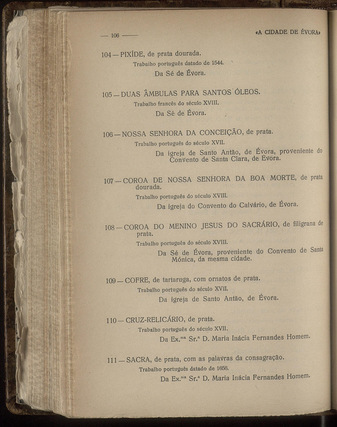 — 106 —
«A CIDADE DE ÉVORA»
104 — PIXÍDE, de prata dourada.
Trabalho português datado de 1544.
Da Sé de Évora.
105 — DUAS ÂMBULAS PARA SANTOS ÓLEOS.
Trabalho francês do século XVIII.
Da Sé de Évora.
106 — NOSSA SENHORA DA CONCEIÇÃO, de prata.
Trabalho português do século XVII.
Da Igreja de Santo Antão, de Évora, proveniente do
Convento de Santa Clara, de Évora.
107 — COROA DE NOSSA SENHORA DA BOA MORTE, de prata
dourada.
Trabalho português do século XVIII.
Da Igreja do Convento do Calvário, de Évora.
108 — COROA DO MENINO JESUS DO SACRÁRIO, de filigrana de
prata.
Trabalho português do século XVIII.
Da Sé de Évora, proveniente do Convento de Santa
Mónica, da mesma cidade.
109 — COFRE, de tartaruga, com ornatos de prata.
Trabalho português do século XVII.
Da Igreja de Santo Antão, de Évora.
110 — CRUZ-RELICÁRIO, de prata.
Trabalho português do século XVII.
Da Ex.ᵐᵃ Sr.ª D. Maria Inácia Fernandes Homem.
111 — SACRA, de prata, com as palavras da consagração.
Trabalho português datado de
Da Ex.ᵐᵃ Sr.ª D. Maria Inácia Fernandes Homem.